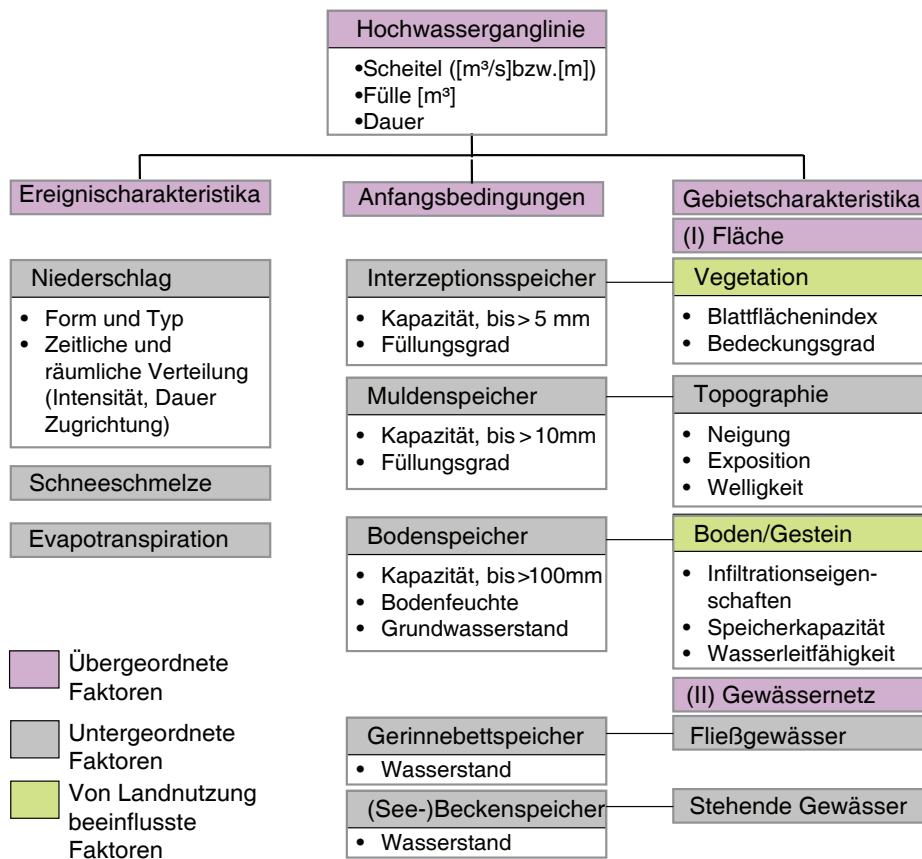 Hochwasserganglinie
•Scheitel ([m³/s]bzw.[m])
•Fülle [m³]
•Dauer
Ereignischarakteristika
Niederschlag
• Form und Typ
• Zeitliche und
räumliche Verteilung
(Intensität, Dauer
Zugrichtung)
Schneeschmelze
Evapotranspiration
Anfangsbedingungen
Interzeptionsspeicher
• Kapazität, bis > 5 mm
• Füllungsgrad
Muldenspeicher
• Kapazität, bis >10mm
• Füllungsgrad
Bodenspeicher
• Kapazität, bis>100mm
• Bodenfeuchte
• Grundwasserstand
Gerinnebettspeicher
• Wasserstand
(See-)Beckenspeicher
• Wasserstand
Gebietscharakteristika
(I) Fläche
Vegetation
• Blattflächenindex
• Bedeckungsgrad
Topographie
• Neigung
• Exposition
• Welligkeit
Boden/Gestein
• Infiltrationseigen-
schaften
• Speicherkapazität
• Wasserleitfähigkeit
(II) Gewässernetz
Fließgewässer
Stehende Gewässer
Übergeordnete
Faktoren
Untergeordnete
Faktoren
Von Landnutzung
beeinflusste
Faktoren